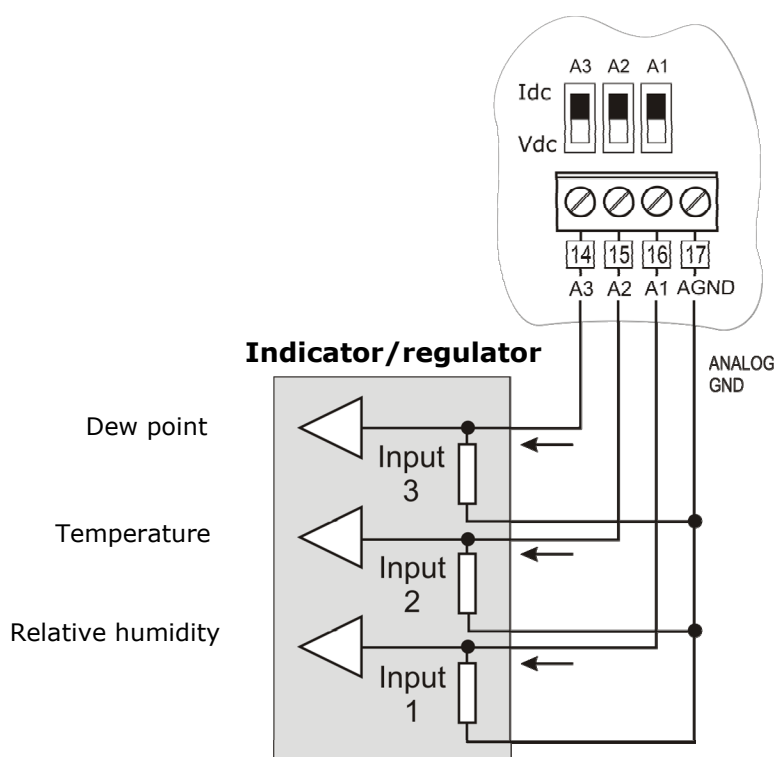 A3 A2 A1
Idc
Vdc
14 15 16 17
A3 A2 A1 AGND
Indicator/regulator
ANALOG
GND
Dew point
Input
3
Temperature
Input
2
Relative humidity
Input
1